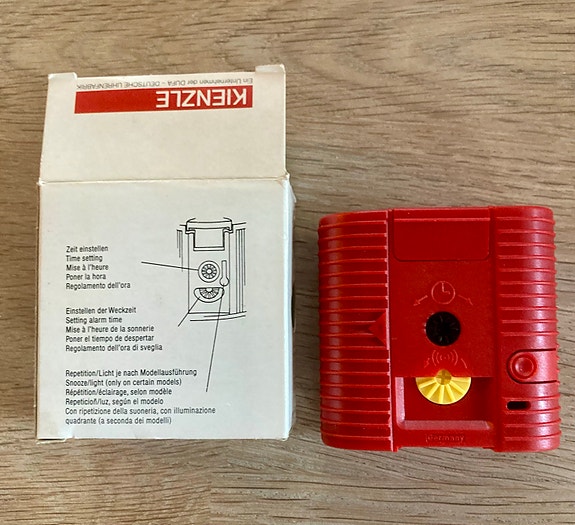 Ein Unternehmen der DUFA – DEUTSCHE UHRENFABRIK
KIENZLE
Zeit einstellen
Time setting
Mise à l'heure
Poner la hora
Regolamento dell'ora
Einstellen der Weckzeit
Setting alarm time
Mise à l'heure de la sonnerie
Poner el tiempo de despertar
Regolamento dell'ora di sveglia
Repetition/Licht je nach Modellausführung
Snooze/light (only on certain models)
Répétition/éclairage, selon modèle
Repeticioñ/luz, según el modelo
Con ripetizione della suoneria, con illuminazione
quadrante (a seconda dei modelli)
germany